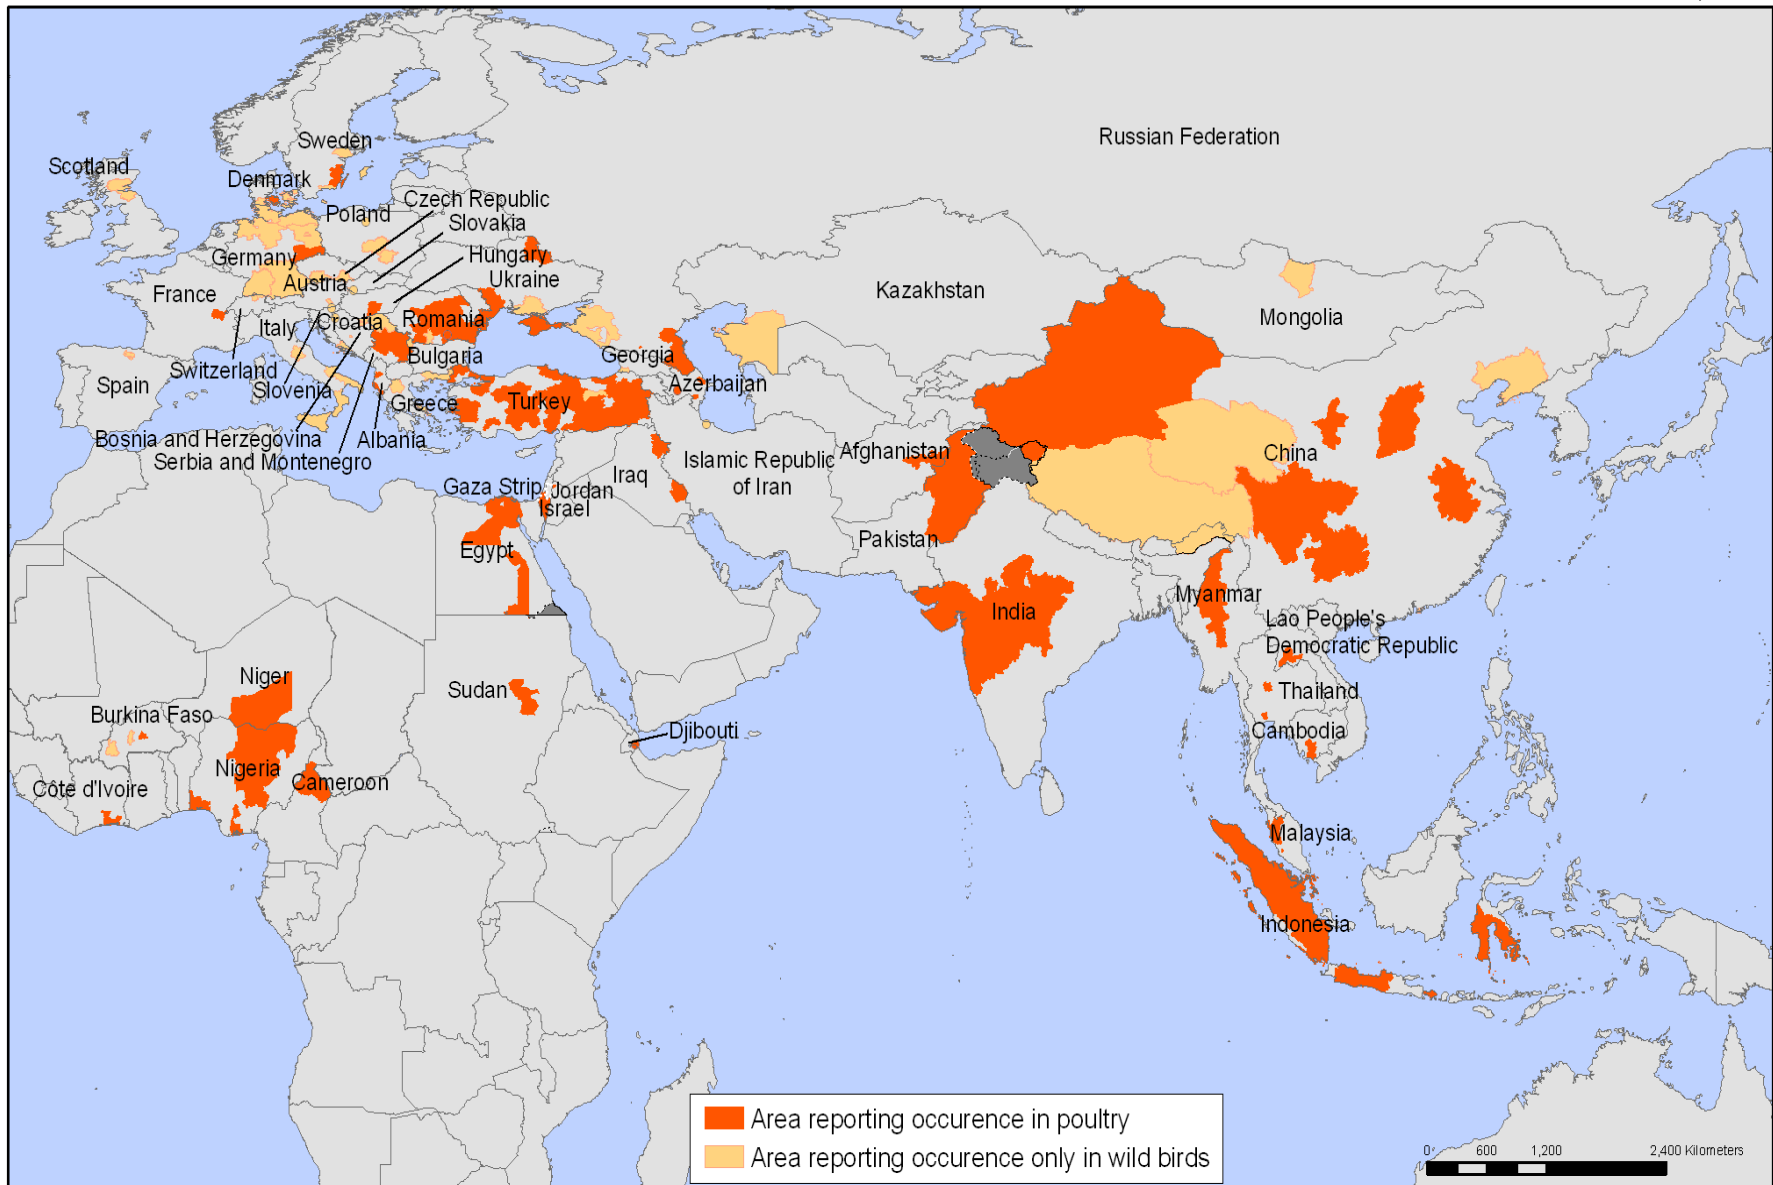 Russian Federation
Sweden
Scotland
Denmark
Czech Republic
Poland
Slovakia
Hungary
Germany
Ukraine
Austria
France
Kazakhstan
Mongolia
Italy
Croatia
Romania
Georgia
Bulgaria
Switzerland
Spain
Slovenia
Azerbaijan
Greece
Turkey
Bosnia and Herzegovina
Albania
Serbia and Montenegro
Afghanistan
China
Islamic Republic
of Iran
Iraq
Gaza Strip
Jordan
Israel
Egypt
Pakistan
Myanmar
India
Lao People's
Democratic Republic
Niger
Sudan
Thailand
Burkina Faso
Djibouti
Cambodia
Nigeria
Cameroon
Côte d'Ivoire
Malaysia
Indonesia
Area reporting occurence in poultry
Area reporting occurence only in wild birds
0 600 1,200 2,400 Kilometers